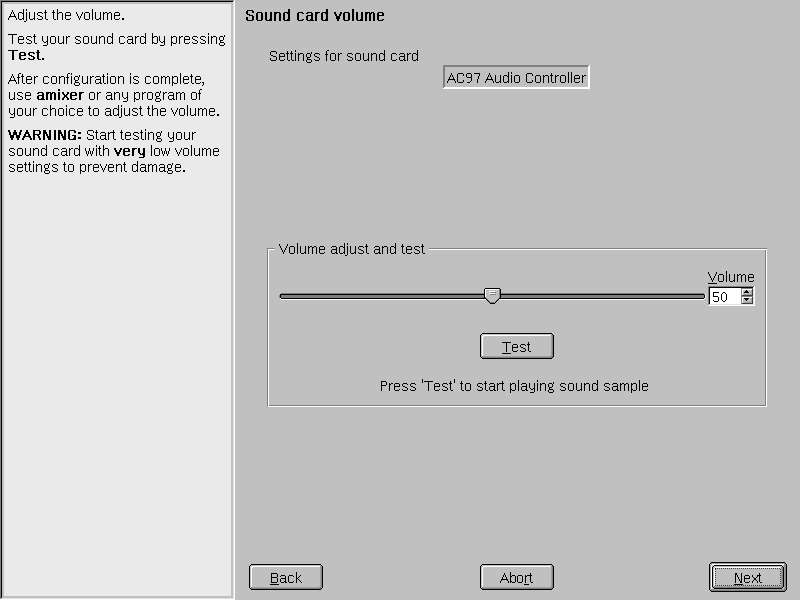 Adjust the volume.
Test your sound card by pressing
Test.
After configuration is complete,
use amixer or any program of
your choice to adjust the volume.
WARNING: Start testing your
sound card with very low volume
settings to prevent damage.
Sound card volume
Settings for sound card
AC97 Audio Controller
Volume adjust and test
Volume
50
Test
Press 'Test' to start playing sound sample
Back
Abort
Next